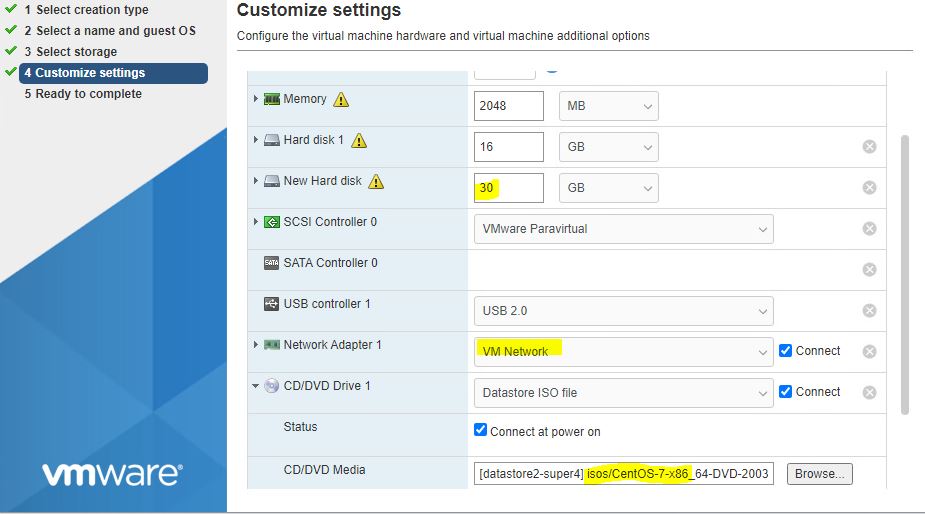 1 Select creation type
2 Select a name and guest OS
3 Select storage
4 Customize settings
5 Ready to complete
vmware®
Customize settings
Configure the virtual machine hardware and virtual machine additional options
Memory 2048 MB
Hard disk 1 16 GB
New Hard disk 30 GB
SCSI Controller 0 VMware Paravirtual
SATA SATA Controller 0
USB controller 1 USB 2.0
Network Adapter 1 VM Network Connect
CD/DVD Drive 1 Datastore ISO file Connect
Status Connect at power on
CD/DVD Media [datastore2-super4] isos/CentOS-7-x86_64-DVD-2003 Browse...